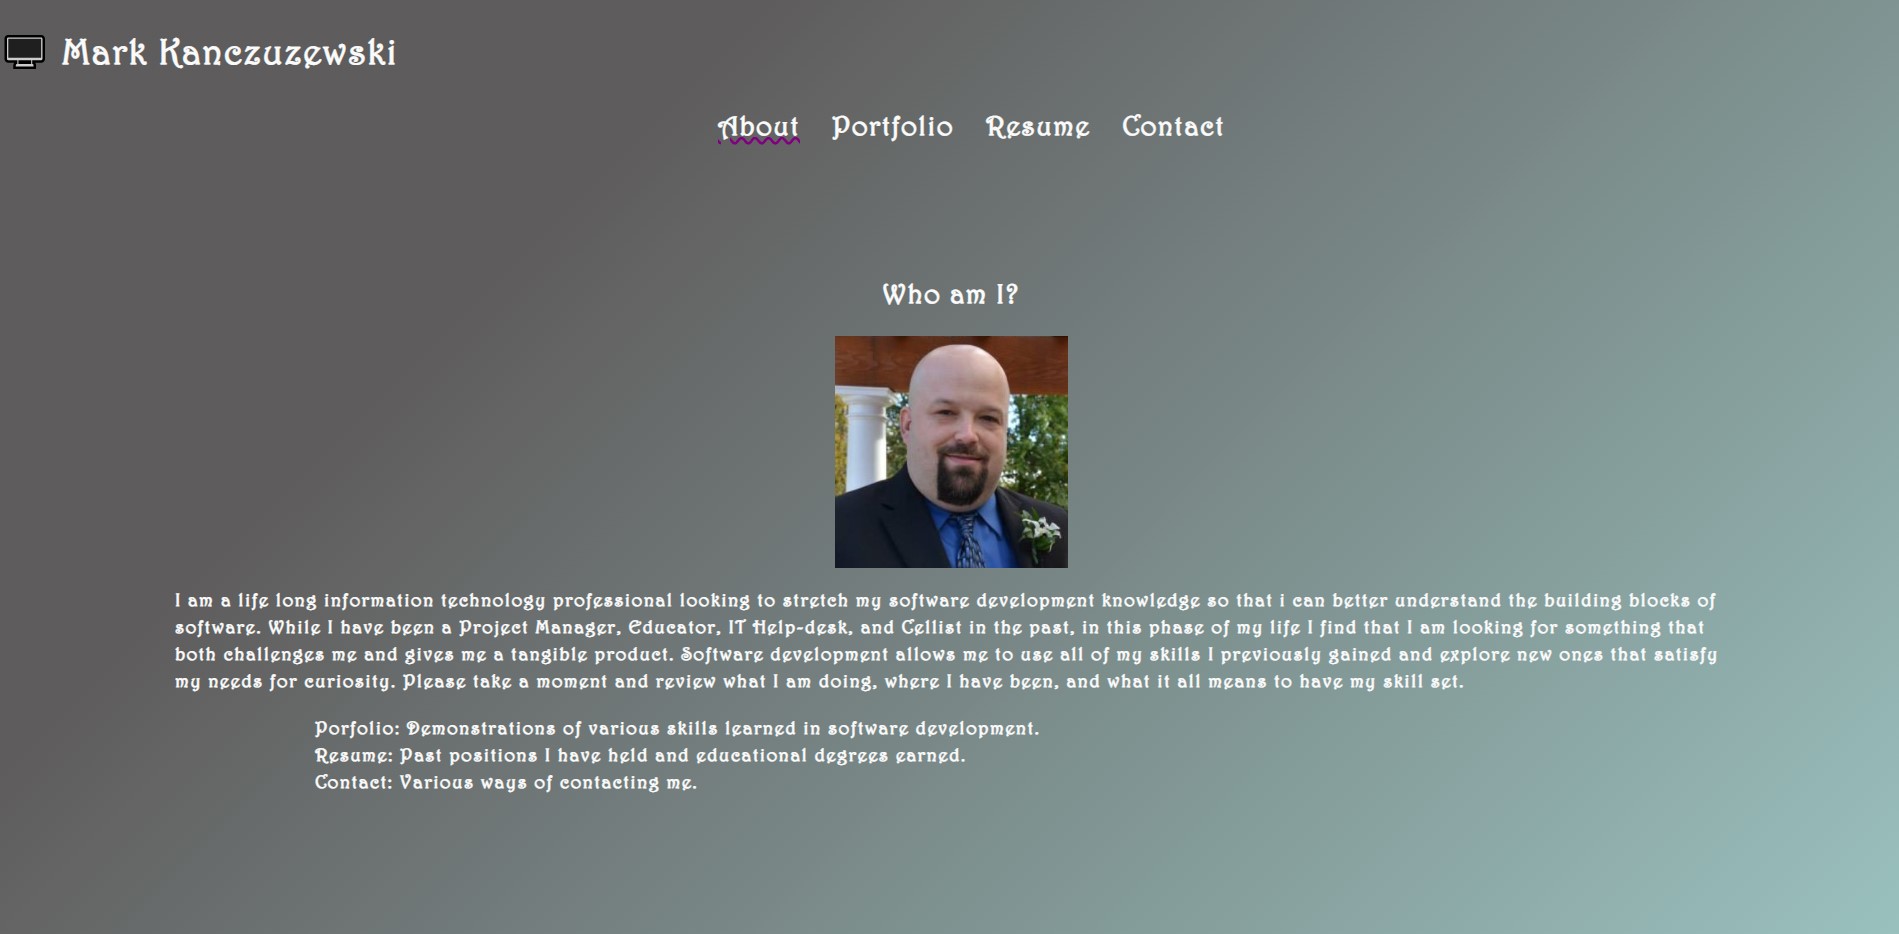 Mark Kanczuzewski
About Portfolio Resume Contact
Who am I?
I am a life long information technology professional looking to stretch my software development knowledge so that i can better understand the building blocks of
software. While I have been a Project Manager, Educator, IT Help-desk, and Cellist in the past, in this phase of my life I find that I am looking for something that
both challenges me and gives me a tangible product. Software development allows me to use all of my skills I previously gained and explore new ones that satisfy
my needs for curiosity. Please take a moment and review what I am doing, where I have been, and what it all means to have my skill set.
Porfolio: Demonstrations of various skills learned in software development.
Resume: Past positions I have held and educational degrees earned.
Contact: Various ways of contacting me.